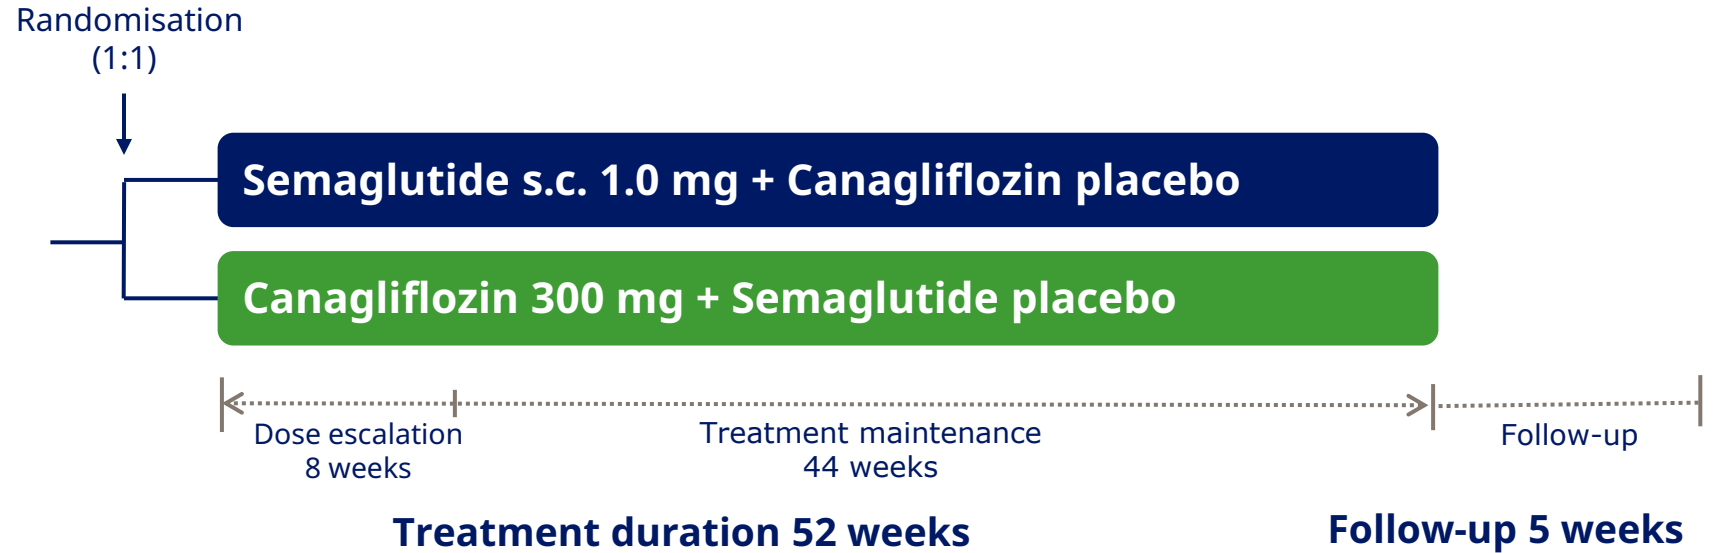 Randomisation
(1:1)
Semaglutide s.c. 1.0 mg + Canagliflozin placebo
Canagliflozin 300 mg + Semaglutide placebo
Dose escalation
8 weeks
Treatment maintenance
44 weeks
Follow-up
Treatment duration 52 weeks
Follow-up 5 weeks